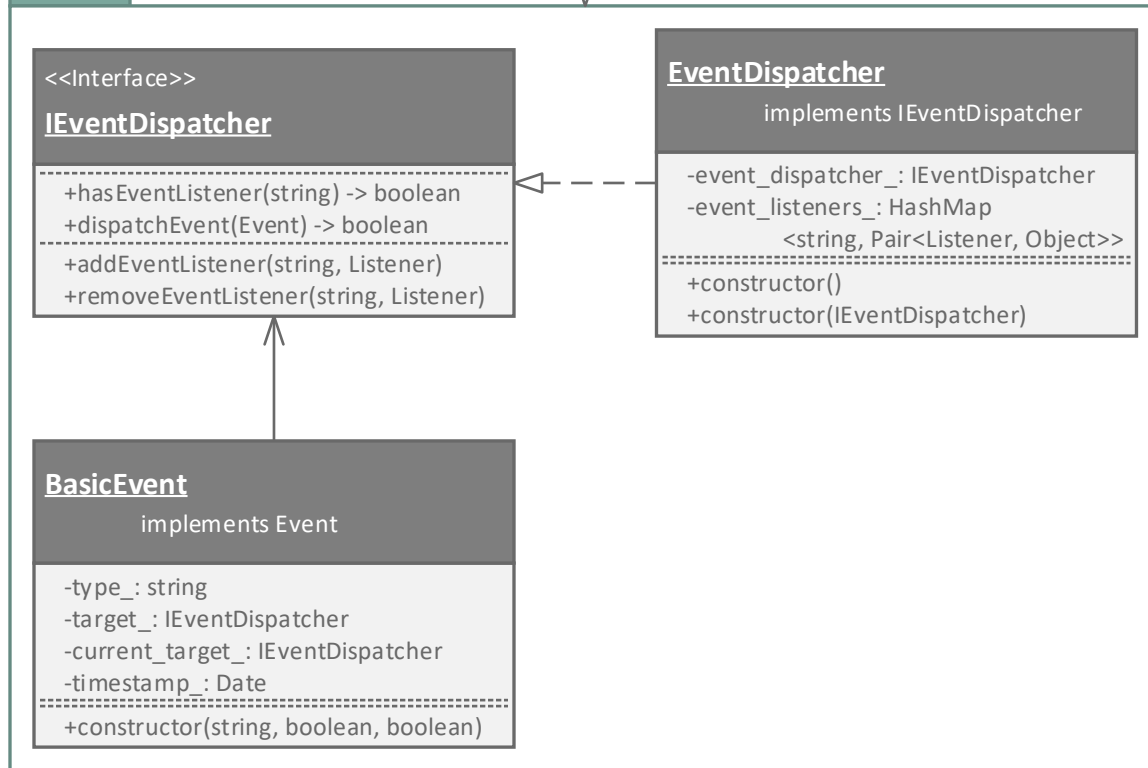 <<Interface>>
IEventDispatcher
+hasEventListener(string) -> boolean
+dispatchEvent(Event) -> boolean
+addEventListener(string, Listener)
+removeEventListener(string, Listener)
EventDispatcher
implements IEventDispatcher
-event_dispatcher_: IEventDispatcher
-event_listeners_: HashMap
<string, Pair<Listener, Object>>
+constructor()
+constructor(IEventDispatcher)
BasicEvent
implements Event
-type_: string
-target_: IEventDispatcher
-current_target_: IEventDispatcher
-timestamp_: Date
+constructor(string, boolean, boolean)